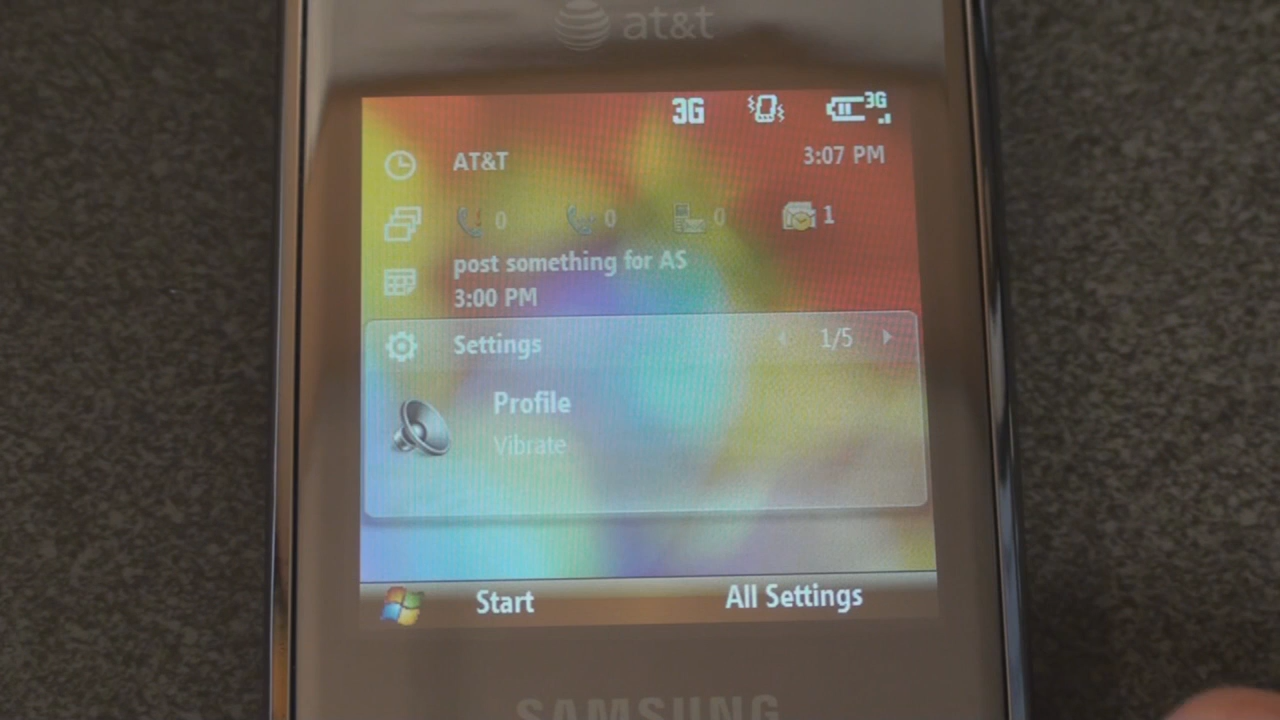 at&t
3G 3G
AT&T 3:07 PM
0 0 0 1
post something for AS
3:00 PM
Settings 1/5
Profile
Vibrate
Start All Settings
SAMSUNG